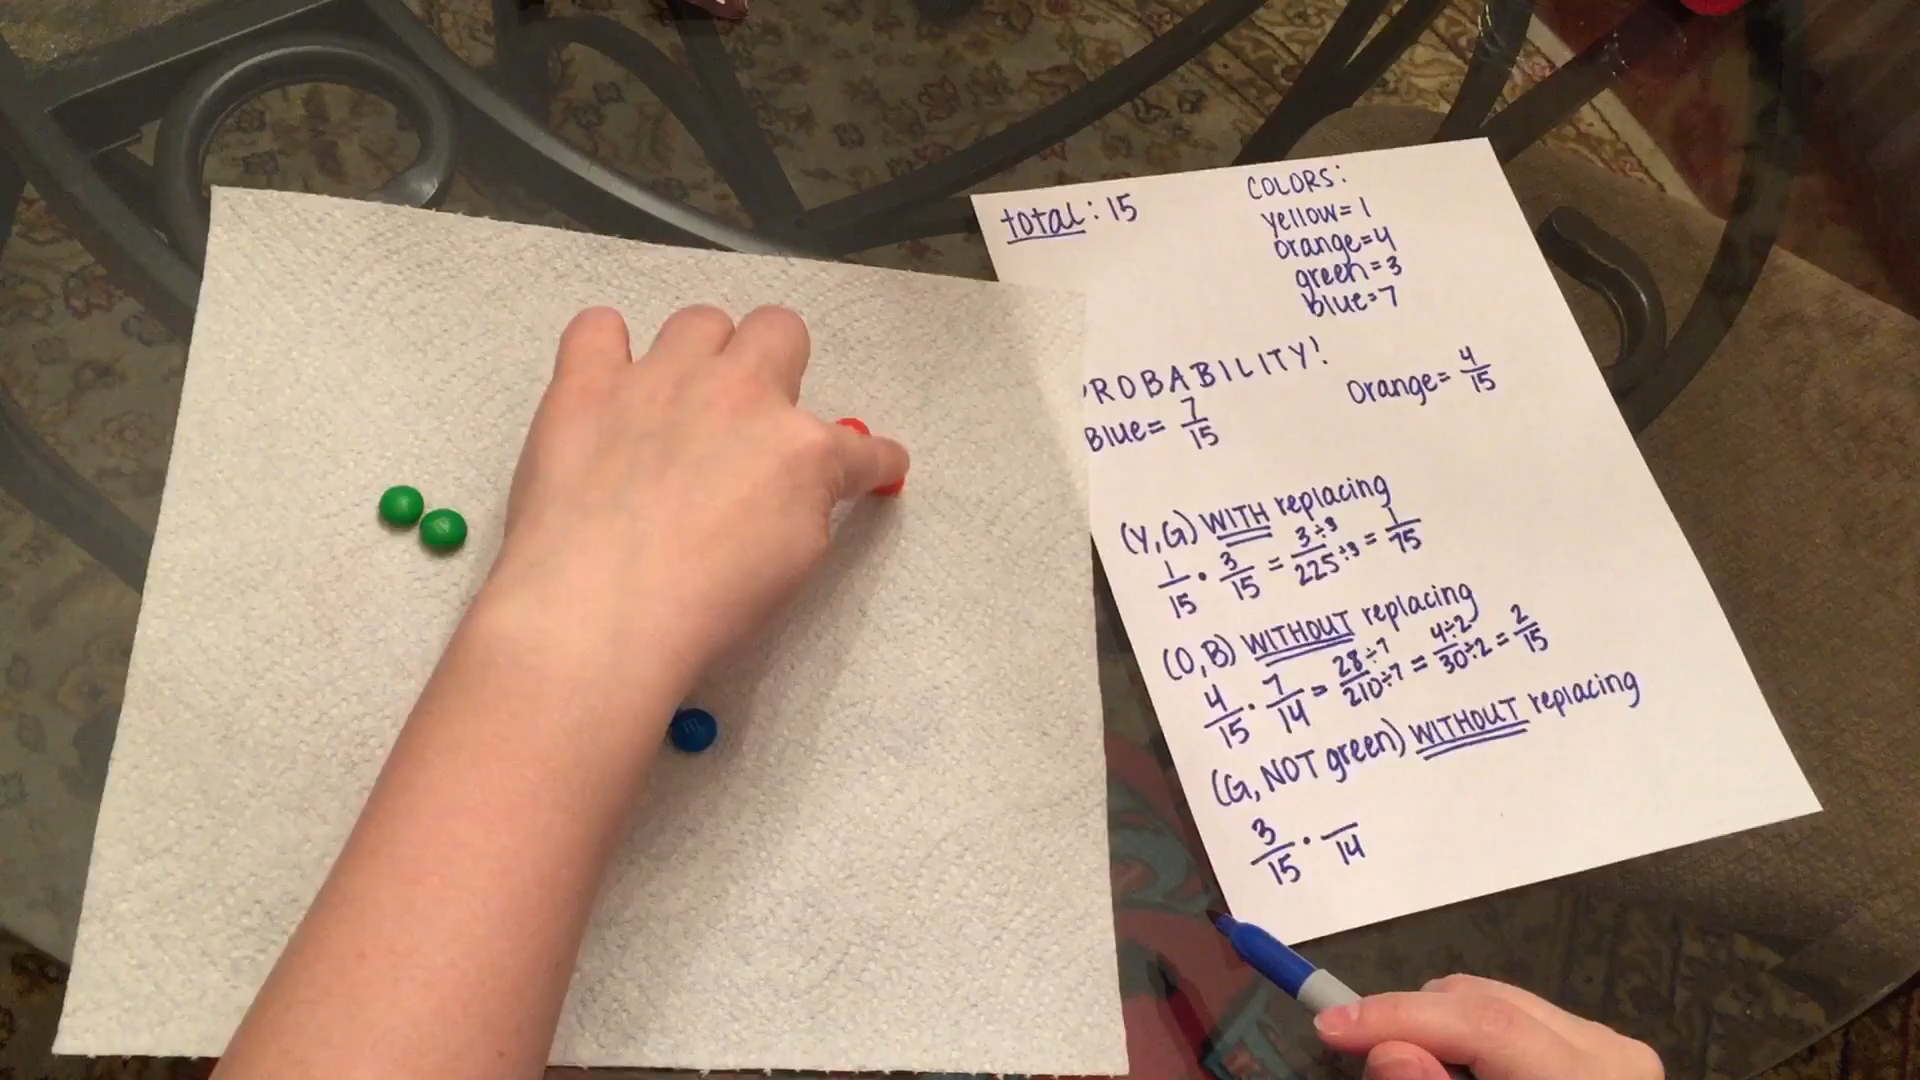 total: 15
COLORS:
yellow=1
orange=4
green=3
blue=7
PROBABILITY!
Blue= 7/15
Orange= 4/15
(Y,G) WITH replacing
1/15 · 3/15 = 3÷3/225÷3 = 1/75
(O,B) WITHOUT replacing
4/15 · 7/14 = 28÷7/210÷7 = 4÷2/30÷2 = 2/15
(G, NOT green) WITHOUT replacing
3/15 · /14
m